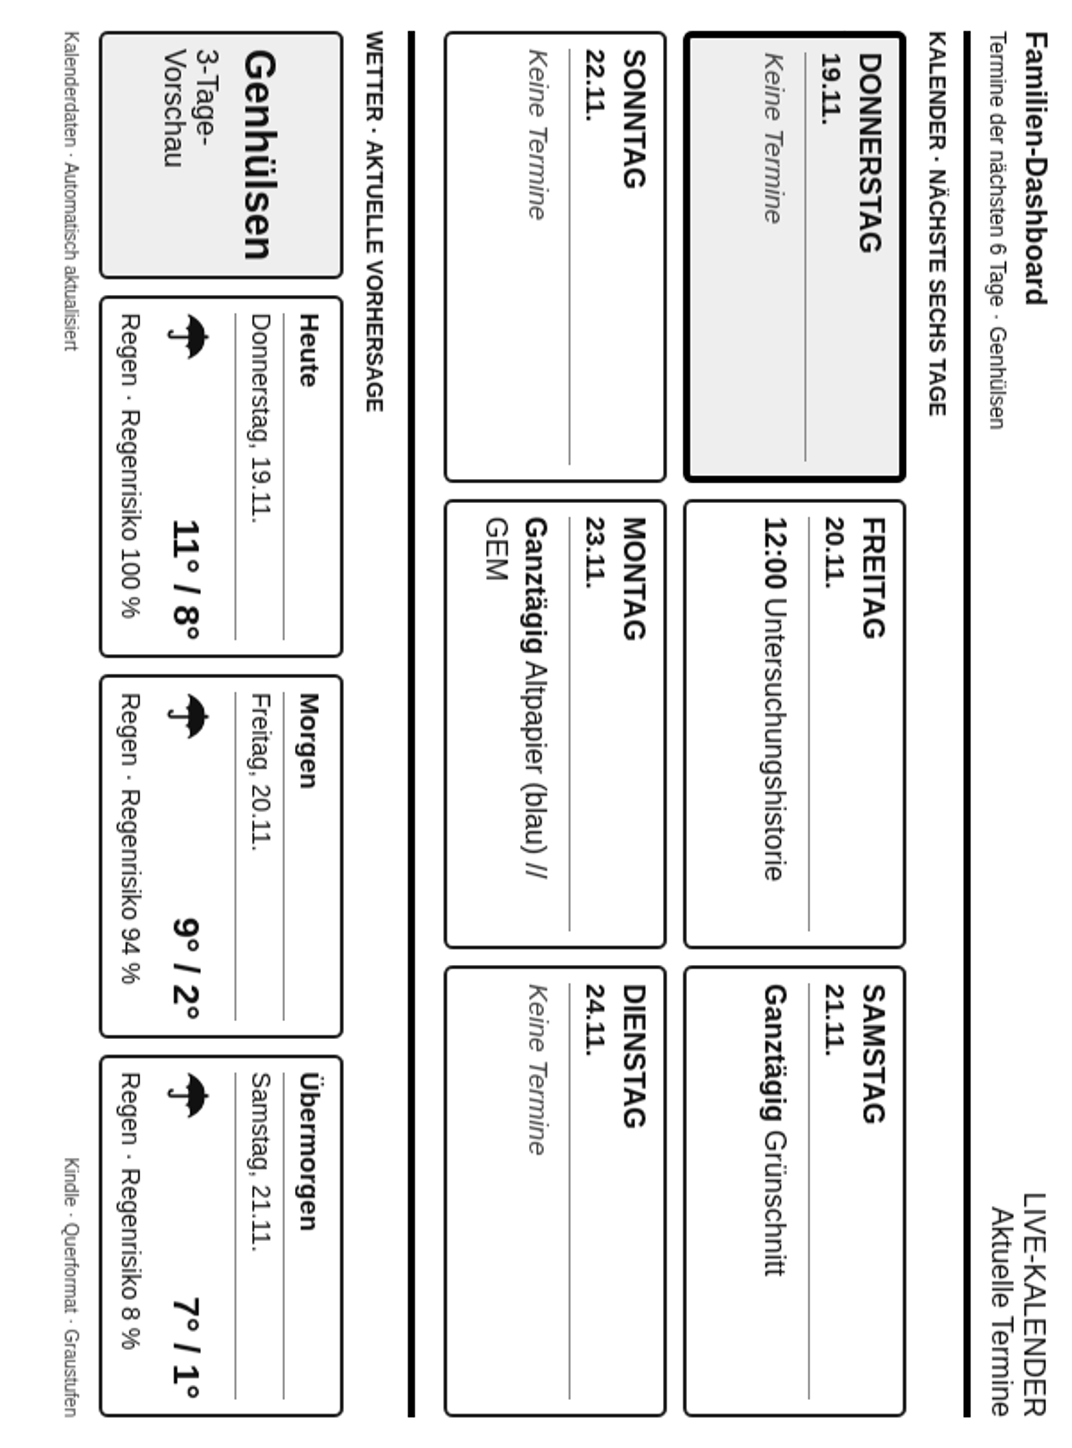 Familien-Dashboard
Termine der nächsten 6 Tage · Genhülsen
LIVE-KALENDER
Aktuelle Termine
KALENDER · NÄCHSTE SECHS TAGE
DONNERSTAG
19.11.
Keine Termine
FREITAG
20.11.
12:00 Untersuchungshistorie
SAMSTAG
21.11.
Ganztägig Grünschnitt
SONNTAG
22.11.
Keine Termine
MONTAG
23.11.
Ganztägig Altpapier (blau) //
GEM
DIENSTAG
24.11.
Keine Termine
WETTER · AKTUELLE VORHERSAGE
Genhülsen
3-Tage-
Vorschau
Heute
Donnerstag, 19.11.
11° / 8°
Regen · Regenrisiko 100 %
Morgen
Freitag, 20.11.
9° / 2°
Regen · Regenrisiko 94 %
Übermorgen
Samstag, 21.11.
7° / 1°
Regen · Regenrisiko 8 %
Kalenderdaten · Automatisch aktualisiert
Kindle · Querformat · Graustufen